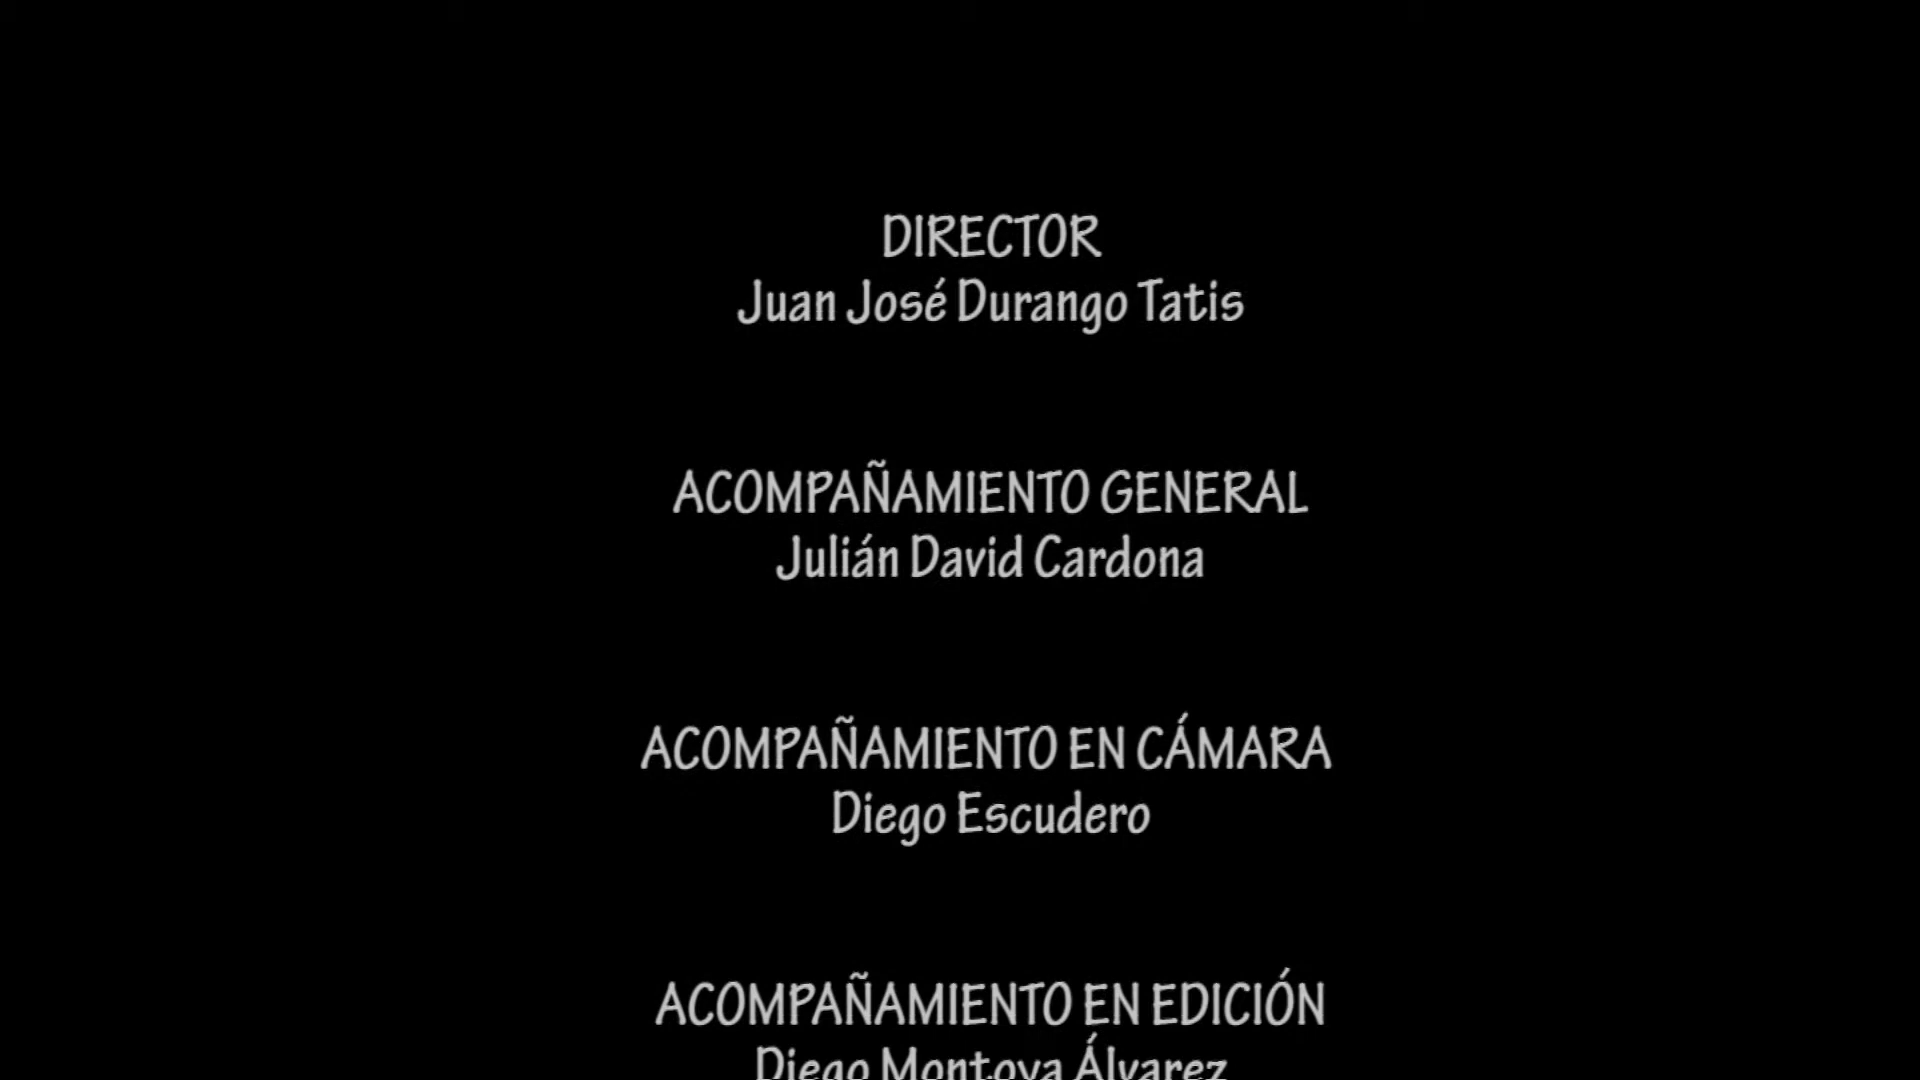 DIRECTOR
Juan José Durango Tatis
ACOMPAÑAMIENTO GENERAL
Julián David Cardona
ACOMPAÑAMIENTO EN CÁMARA
Diego Escudero
ACOMPAÑAMIENTO EN EDICIÓN
Diego Montoya Álvarez